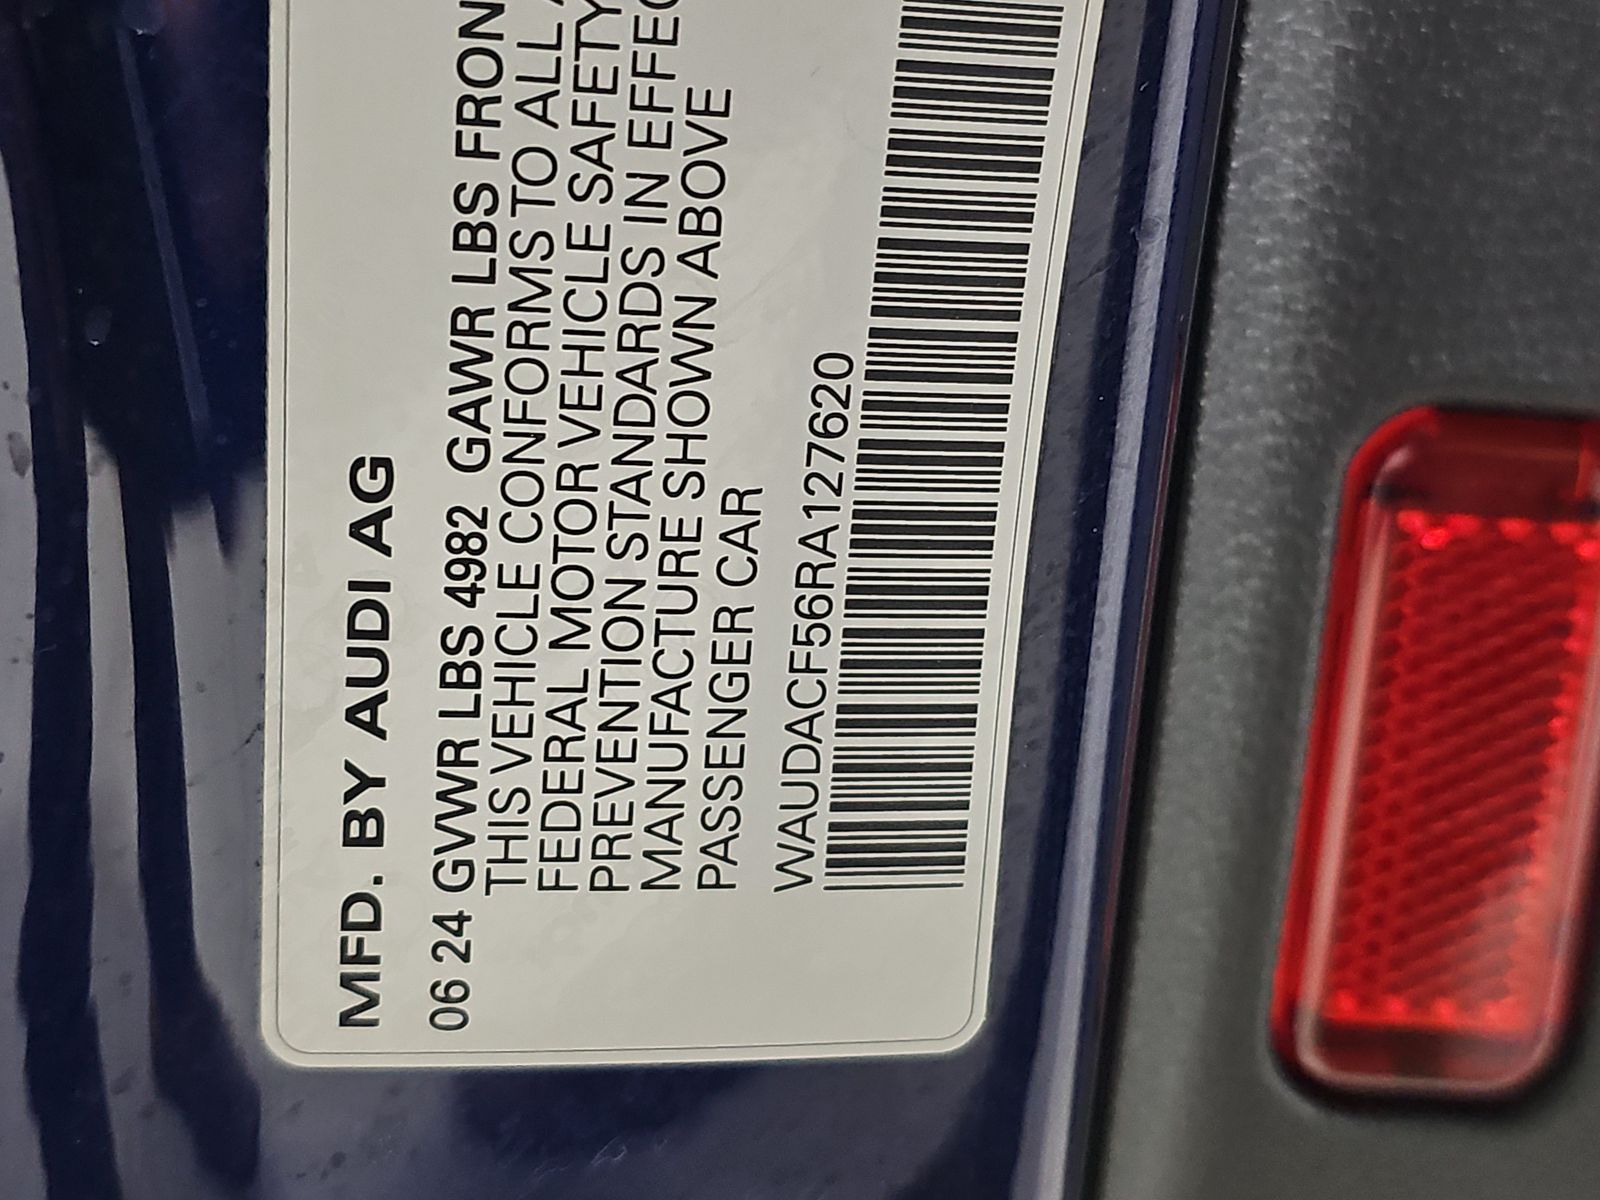 MFD. BY AUDI AG
06 24 GVWR LBS 4982 GAWR LBS FRON
THIS VEHICLE CONFORMS TO ALL
FEDERAL MOTOR VEHICLE SAFETY
PREVENTION STANDARDS IN EFFEC
MANUFACTURE SHOWN ABOVE
PASSENGER CAR
WAUDACF56RA127620